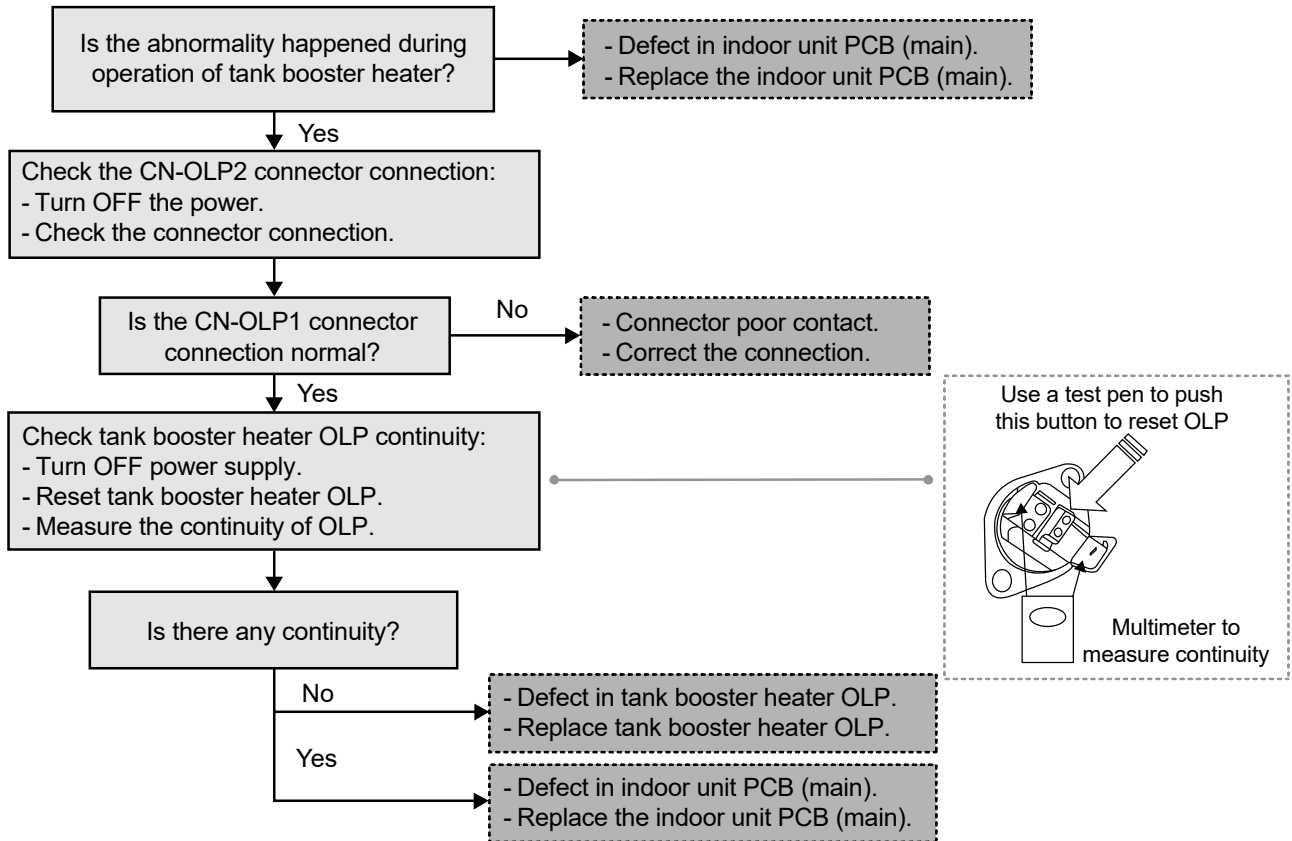 Is the abnormality happened during
operation of tank booster heater?
- Defect in indoor unit PCB (main).
- Replace the indoor unit PCB (main).
Yes
Check the CN-OLP2 connector connection:
- Turn OFF the power.
- Check the connector connection.
Is the CN-OLP1 connector
connection normal?
No
- Connector poor contact.
- Correct the connection.
Yes
Check tank booster heater OLP continuity:
- Turn OFF power supply.
- Reset tank booster heater OLP.
- Measure the continuity of OLP.
Use a test pen to push
this button to reset OLP
Multimeter to
measure continuity
Is there any continuity?
No
- Defect in tank booster heater OLP.
- Replace tank booster heater OLP.
Yes
- Defect in indoor unit PCB (main).
- Replace the indoor unit PCB (main).